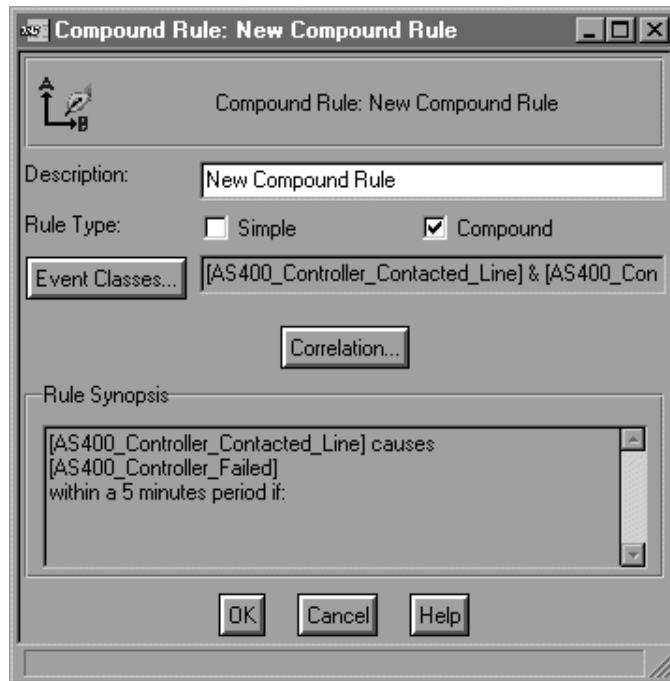 Compound Rule: New Compound Rule
A
B
Compound Rule: New Compound Rule
Description:
New Compound Rule
Rule Type:
Simple
Compound
Event Classes...
[AS400_Controller_Contacted_Line] & [AS400_Con
Correlation...
Rule Synopsis
[AS400_Controller_Contacted_Line] causes
[AS400_Controller_Failed]
within a 5 minutes period if:
OK
Cancel
Help